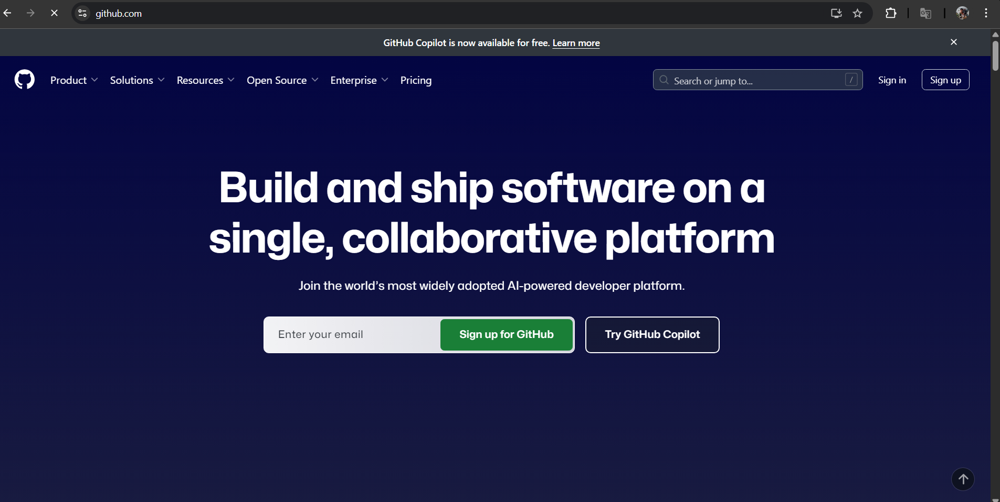 github.com
GitHub Copilot is now available for free. Learn more
Product Solutions Resources Open Source Enterprise Pricing Search or jump to... / Sign in Sign up
Build and ship software on a
single, collaborative platform
Join the world's most widely adopted AI-powered developer platform.
Enter your email Sign up for GitHub Try GitHub Copilot